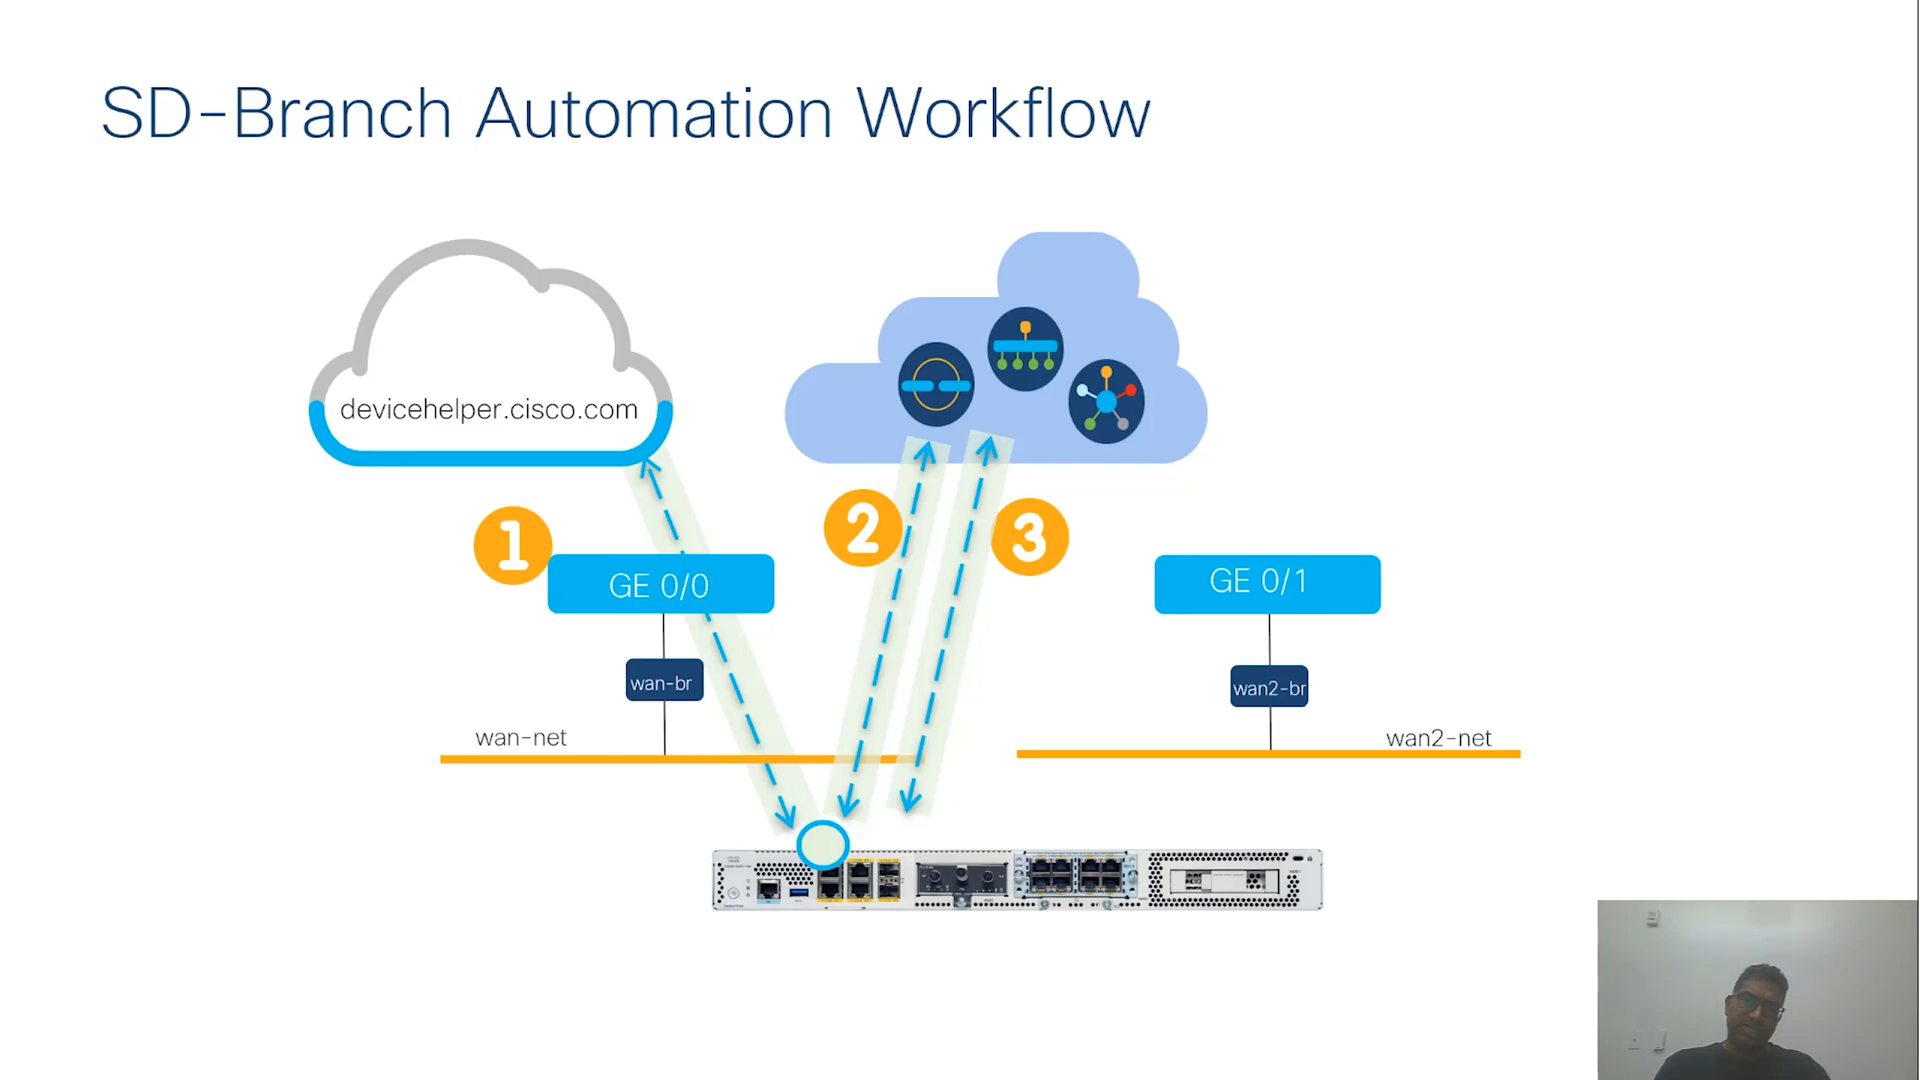 SD-Branch Automation Workflow
devicehelper.cisco.com
1
2
3
GE 0/0
GE 0/1
wan-br
wan2-br
wan-net
wan2-net